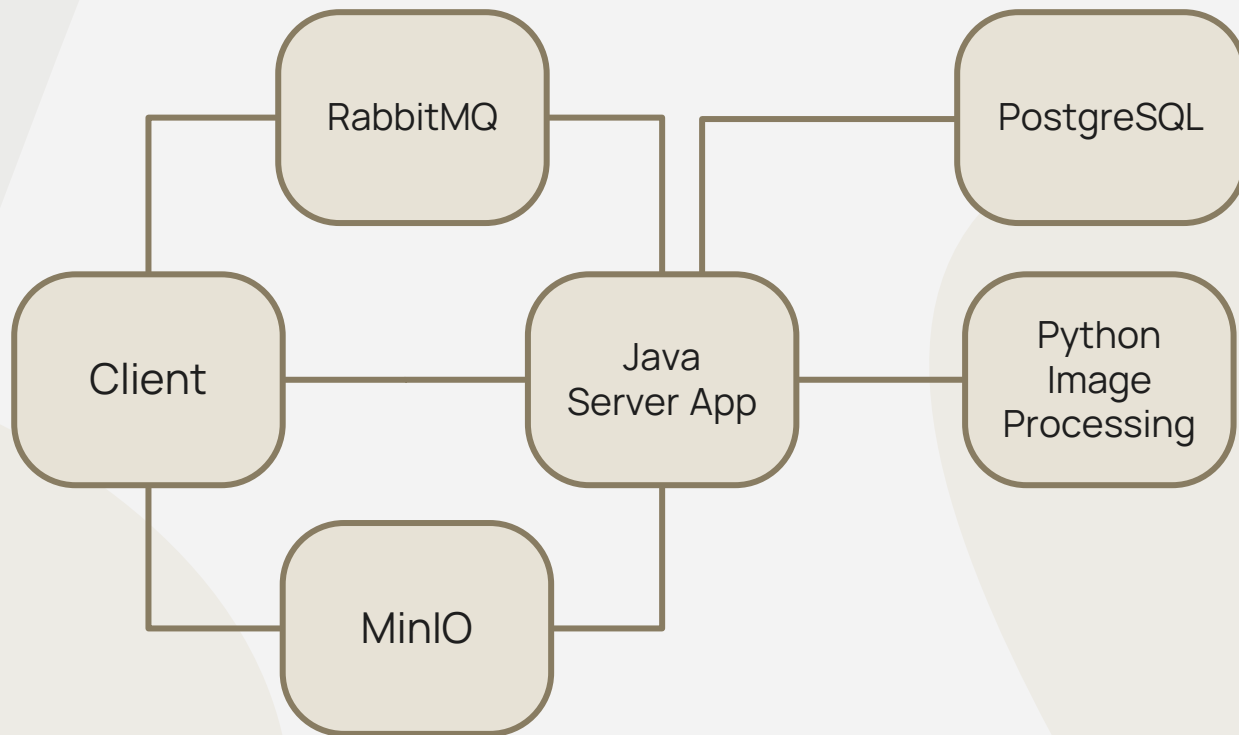 RabbitMQ
PostgreSQL
Client
Java
Server App
Python
Image
Processing
MinIO